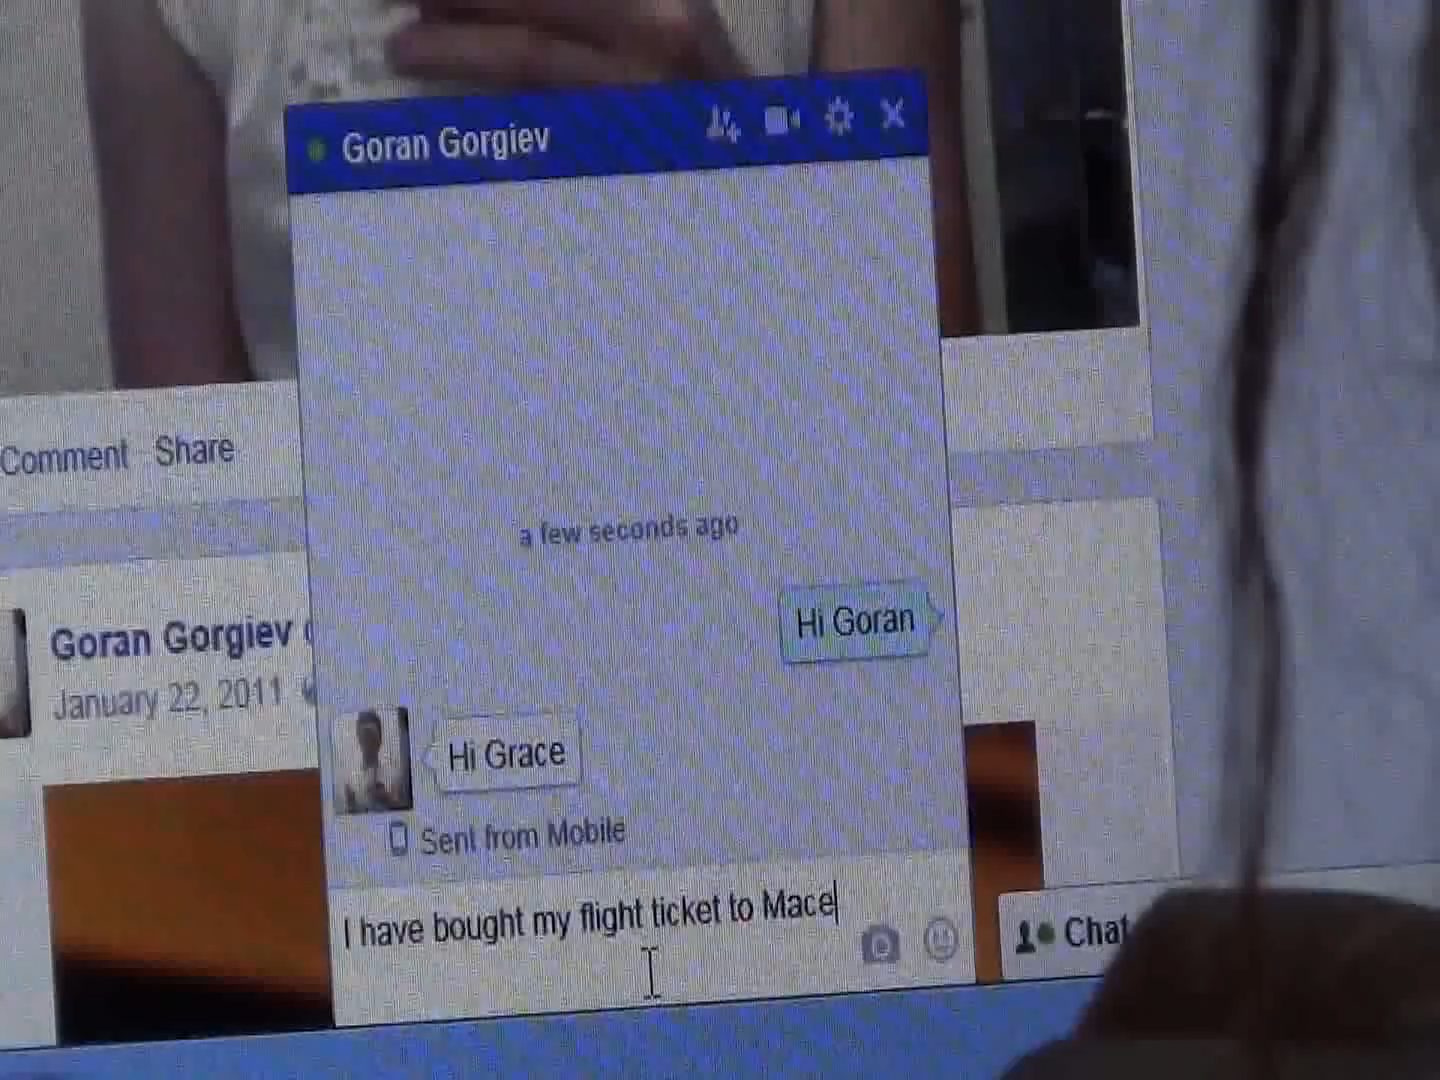 Goran Gorgiev
Comment Share
a few seconds ago
Hi Goran
Goran Gorgiev
January 22, 2011
Hi Grace
Sent from Mobile
I have bought my flight ticket to Mace
Chat